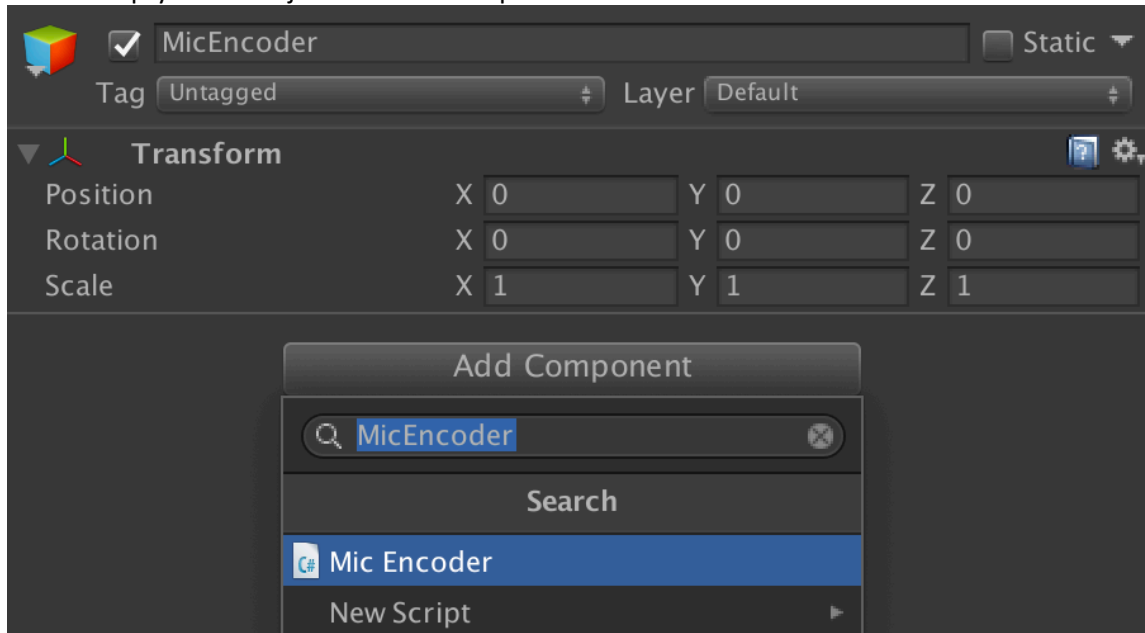 MicEncoder Static
Tag Untagged Layer Default
Transform
Position X 0 Y 0 Z 0
Rotation X 0 Y 0 Z 0
Scale X 1 Y 1 Z 1
Add Component
MicEncoder
Search
C# Mic Encoder
New Script